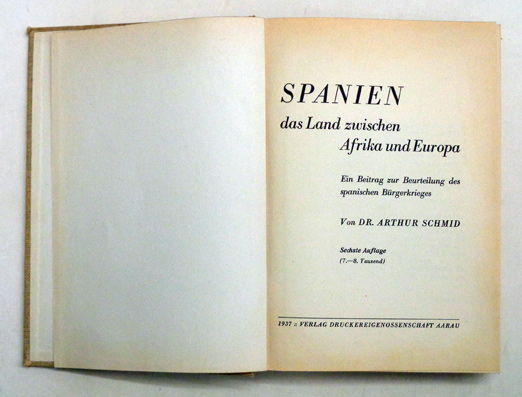 SPANIEN
das Land zwischen
Afrika und Europa
Ein Beitrag zur Beurteilung des
spanischen Bürgerkrieges
Von DR. ARTHUR SCHMID
Sechste Auflage
(7.—8. Tausend)
1937 : VERLAG DRUCKEREIGENOSSENSCHAFT AARAU